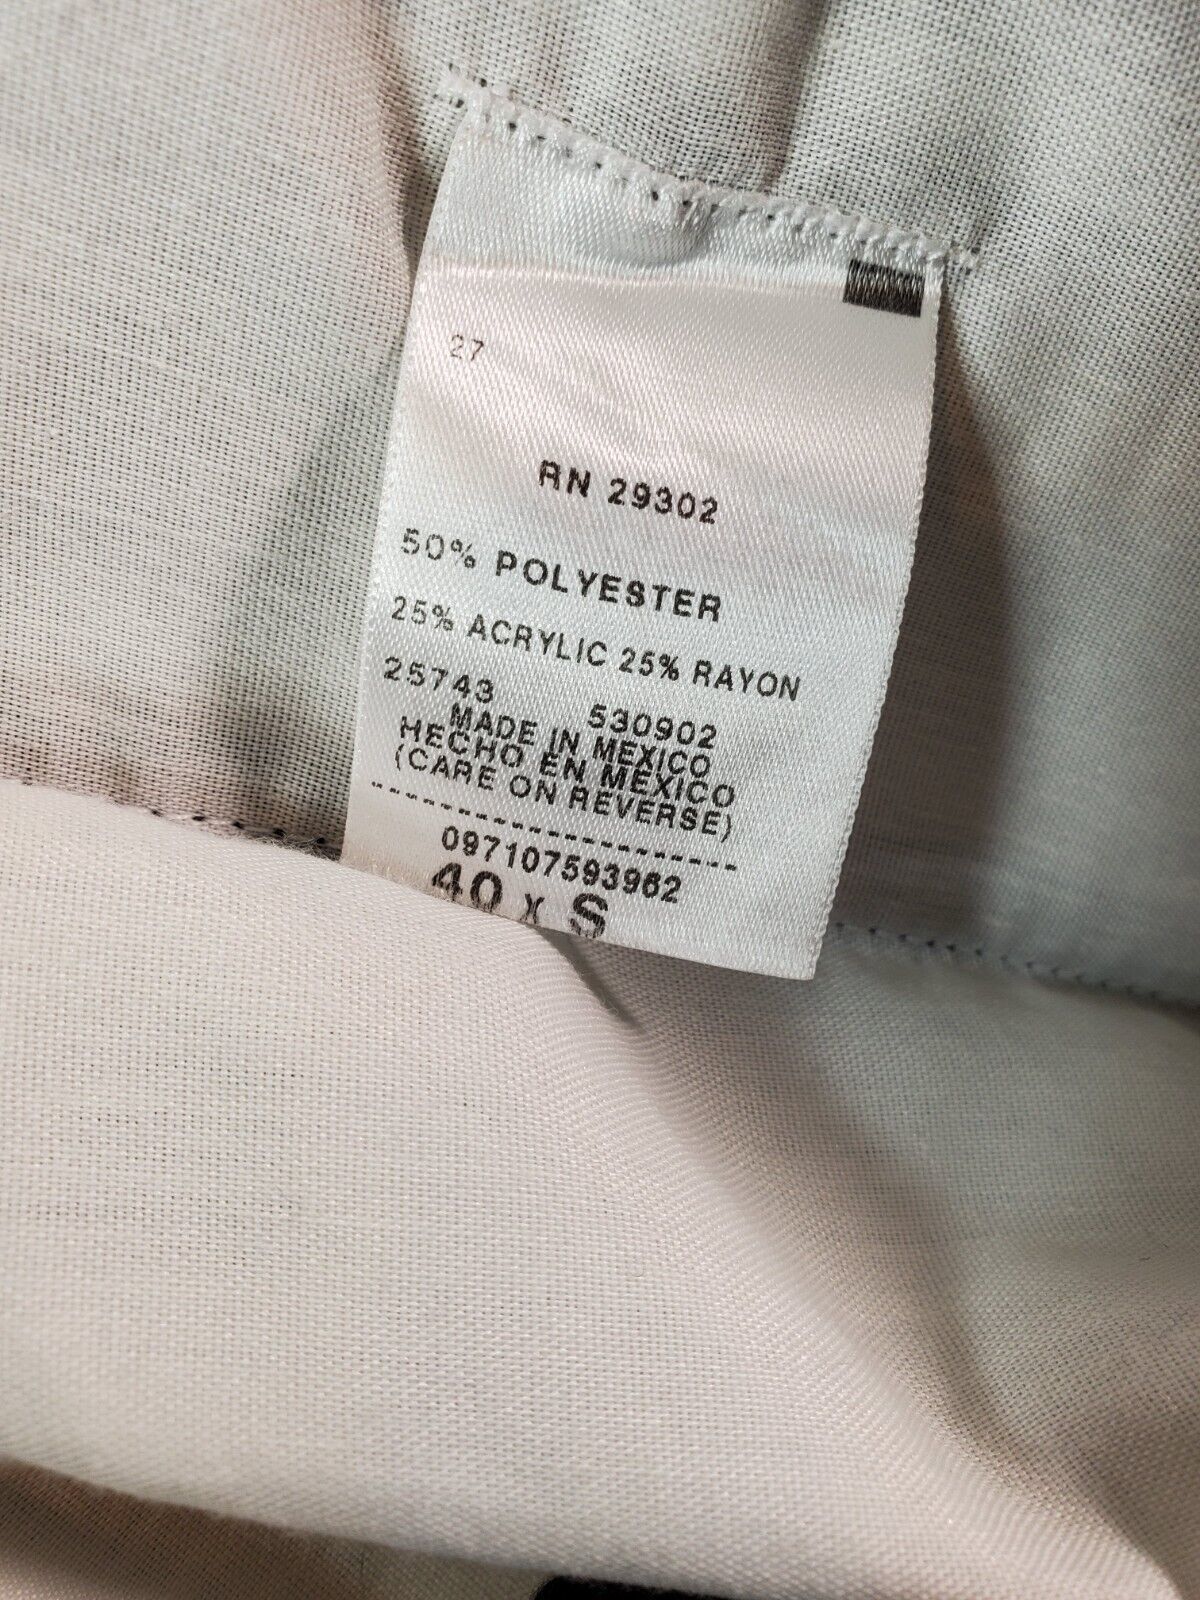 27
RN 29302
50% POLYESTER
25% ACRYLIC 25% RAYON
25743 530902
MADE IN MEXICO
HECHO EN MEXICO
(CARE ON REVERSE)
097107593962
40 X S